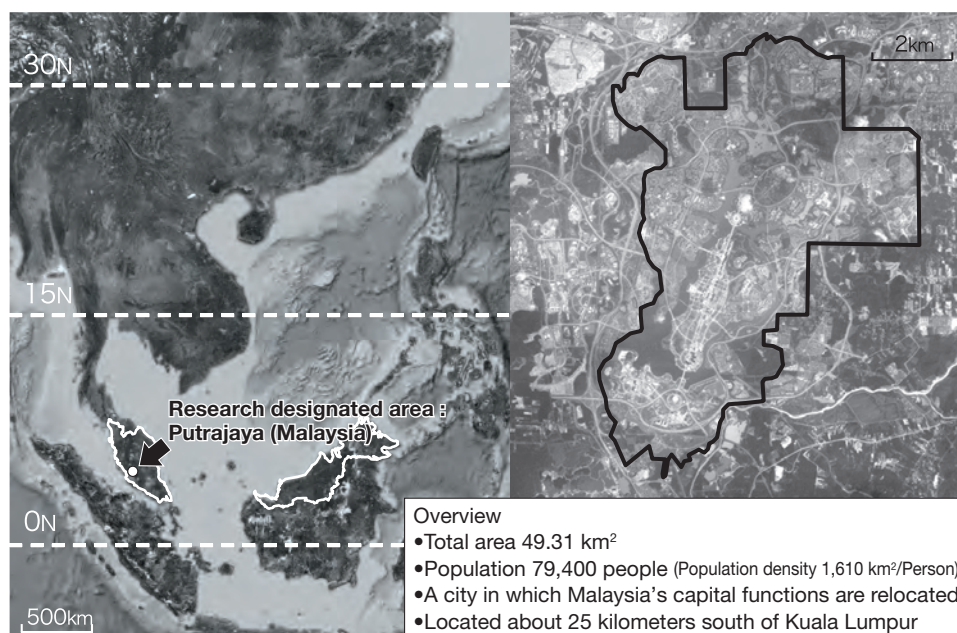 30N
15N
Research designated area :
Putrajaya (Malaysia)
0N
500km
2km
Overview
•Total area 49.31 km²
•Population 79,400 people (Population density 1,610 km²/Person)
•A city in which Malaysia's capital functions are relocated
•Located about 25 kilometers south of Kuala Lumpur